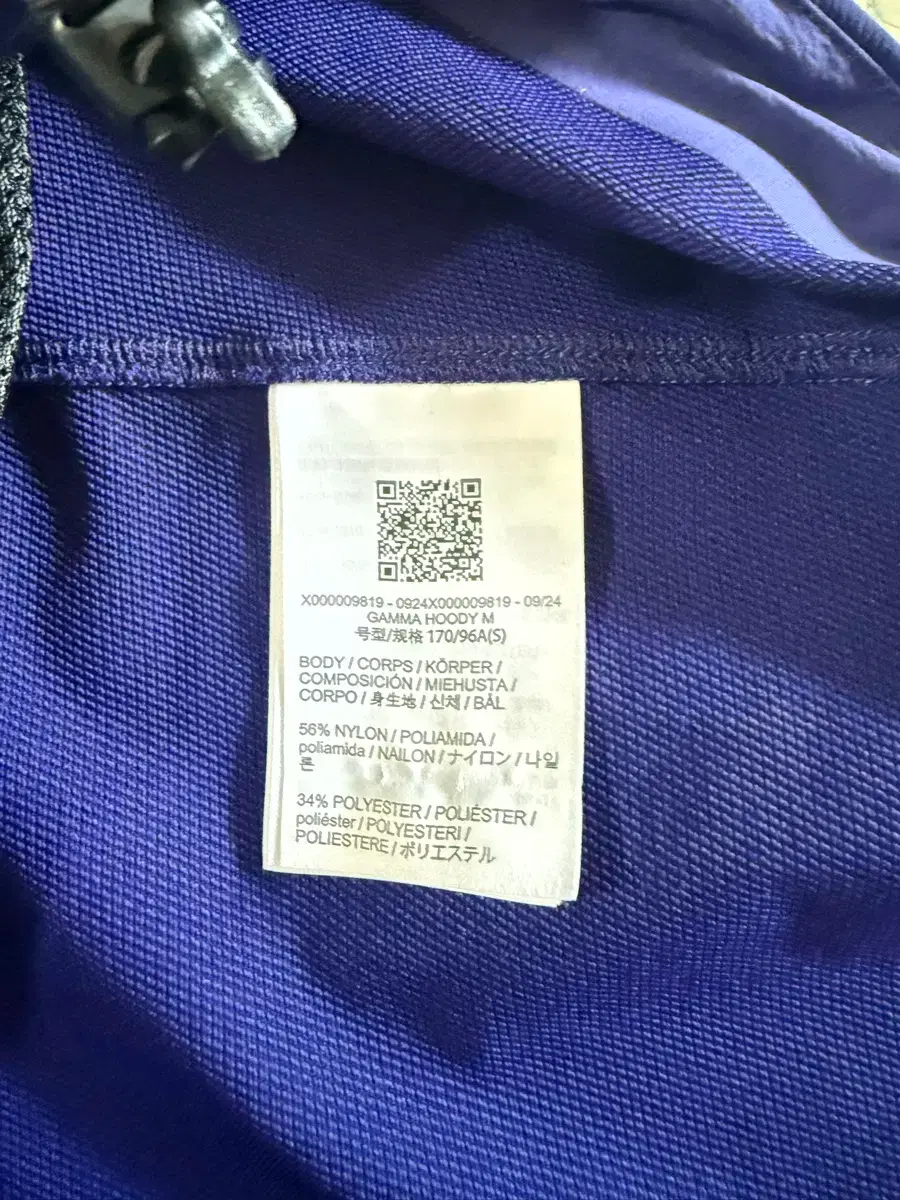 X000009819 - 0924X000009819 - 09/24
GAMMA HOODY M
号型/规格 170/96A(S)
BODY / CORPS / KÖRPER /
COMPOSICIÓN / MIEHUSTA /
CORPO / 身生地 / 신체 / BÅL
56% NYLON / POLIAMIDA /
poliamida / NAILON / ナイロン / 나일
론
34% POLYESTER / POLIÉSTER /
poliéster / POLYESTERI /
POLIESTERE / ポリエステル